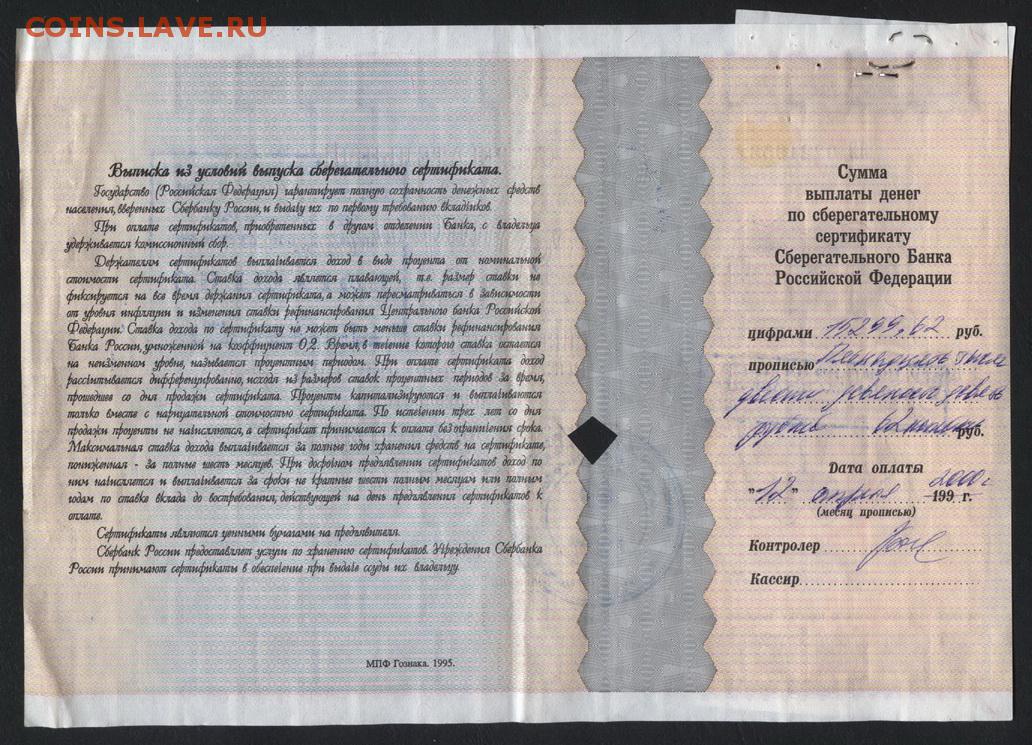 COINS.LAVE.RU
Выписка из условий выпуска сберегательного сертификата.
Государство (Российская Федерация) гарантирует полную сохранность денежных средств
населения, вверенных Сбербанку России, и выдачу их по первому требованию вкладчиков.
При оплате сертификатов, приобретенных в другом отделении Банка, с владельца
удерживается комиссионный сбор.
Держателям сертификатов выплачивается доход в виде процента от номинальной
стоимости сертификата. Ставка дохода является плавающей, т.е. размер ставки не
фиксируется на все время держания сертификата, а может пересматриваться в зависимости
от уровня инфляции и изменения ставки рефинансирования Центрального банка Российской
Федерации. Ставка дохода по сертификату не может быть меньше ставки рефинансирования
Банка России, умноженной на коэффициент 0.2. Время, в течение которого ставка остается
на неизменном уровне, называется процентным периодом. При оплате сертификата доход
рассчитывается дифференцированно, исходя из размеров ставок процентных периодов за время,
прошедшее со дня продажи сертификата. Проценты капитализируются и выплачиваются
только вместе с нарицательной стоимостью сертификата. По истечении трех лет со дня
продажи проценты не начисляются, а сертификат принимается к оплате без ограничения срока.
Максимальная ставка дохода выплачивается за полные годы хранения средств на сертификате,
пониженная - за полные шесть месяцев. При досрочном предъявлении сертификатов доход по
ним начисляется и выплачивается за сроки не кратные шести полным месяцам или полным
годам по ставке вклада до востребования, действующей на день предъявления сертификатов к
оплате.
Сертификаты являются ценными бумагами на предъявителя.
Сбербанк России предоставляет услуги по хранению сертификатов. Учреждения Сбербанка
России принимают сертификаты в обеспечение при выдаче ссуды их владельцу.
МПФ Гознака. 1995.
Сумма
выплаты денег
по сберегательному
сертификату
Сберегательного Банка
Российской Федерации
цифрами 15299,62 руб.
прописью Пятнадцать тысяч
двести девяносто девять
рублей 62 копейки руб.
Дата оплаты
"12" апреля 2000 г. 199 г.
(месяц прописью)
Контролер
Кассир